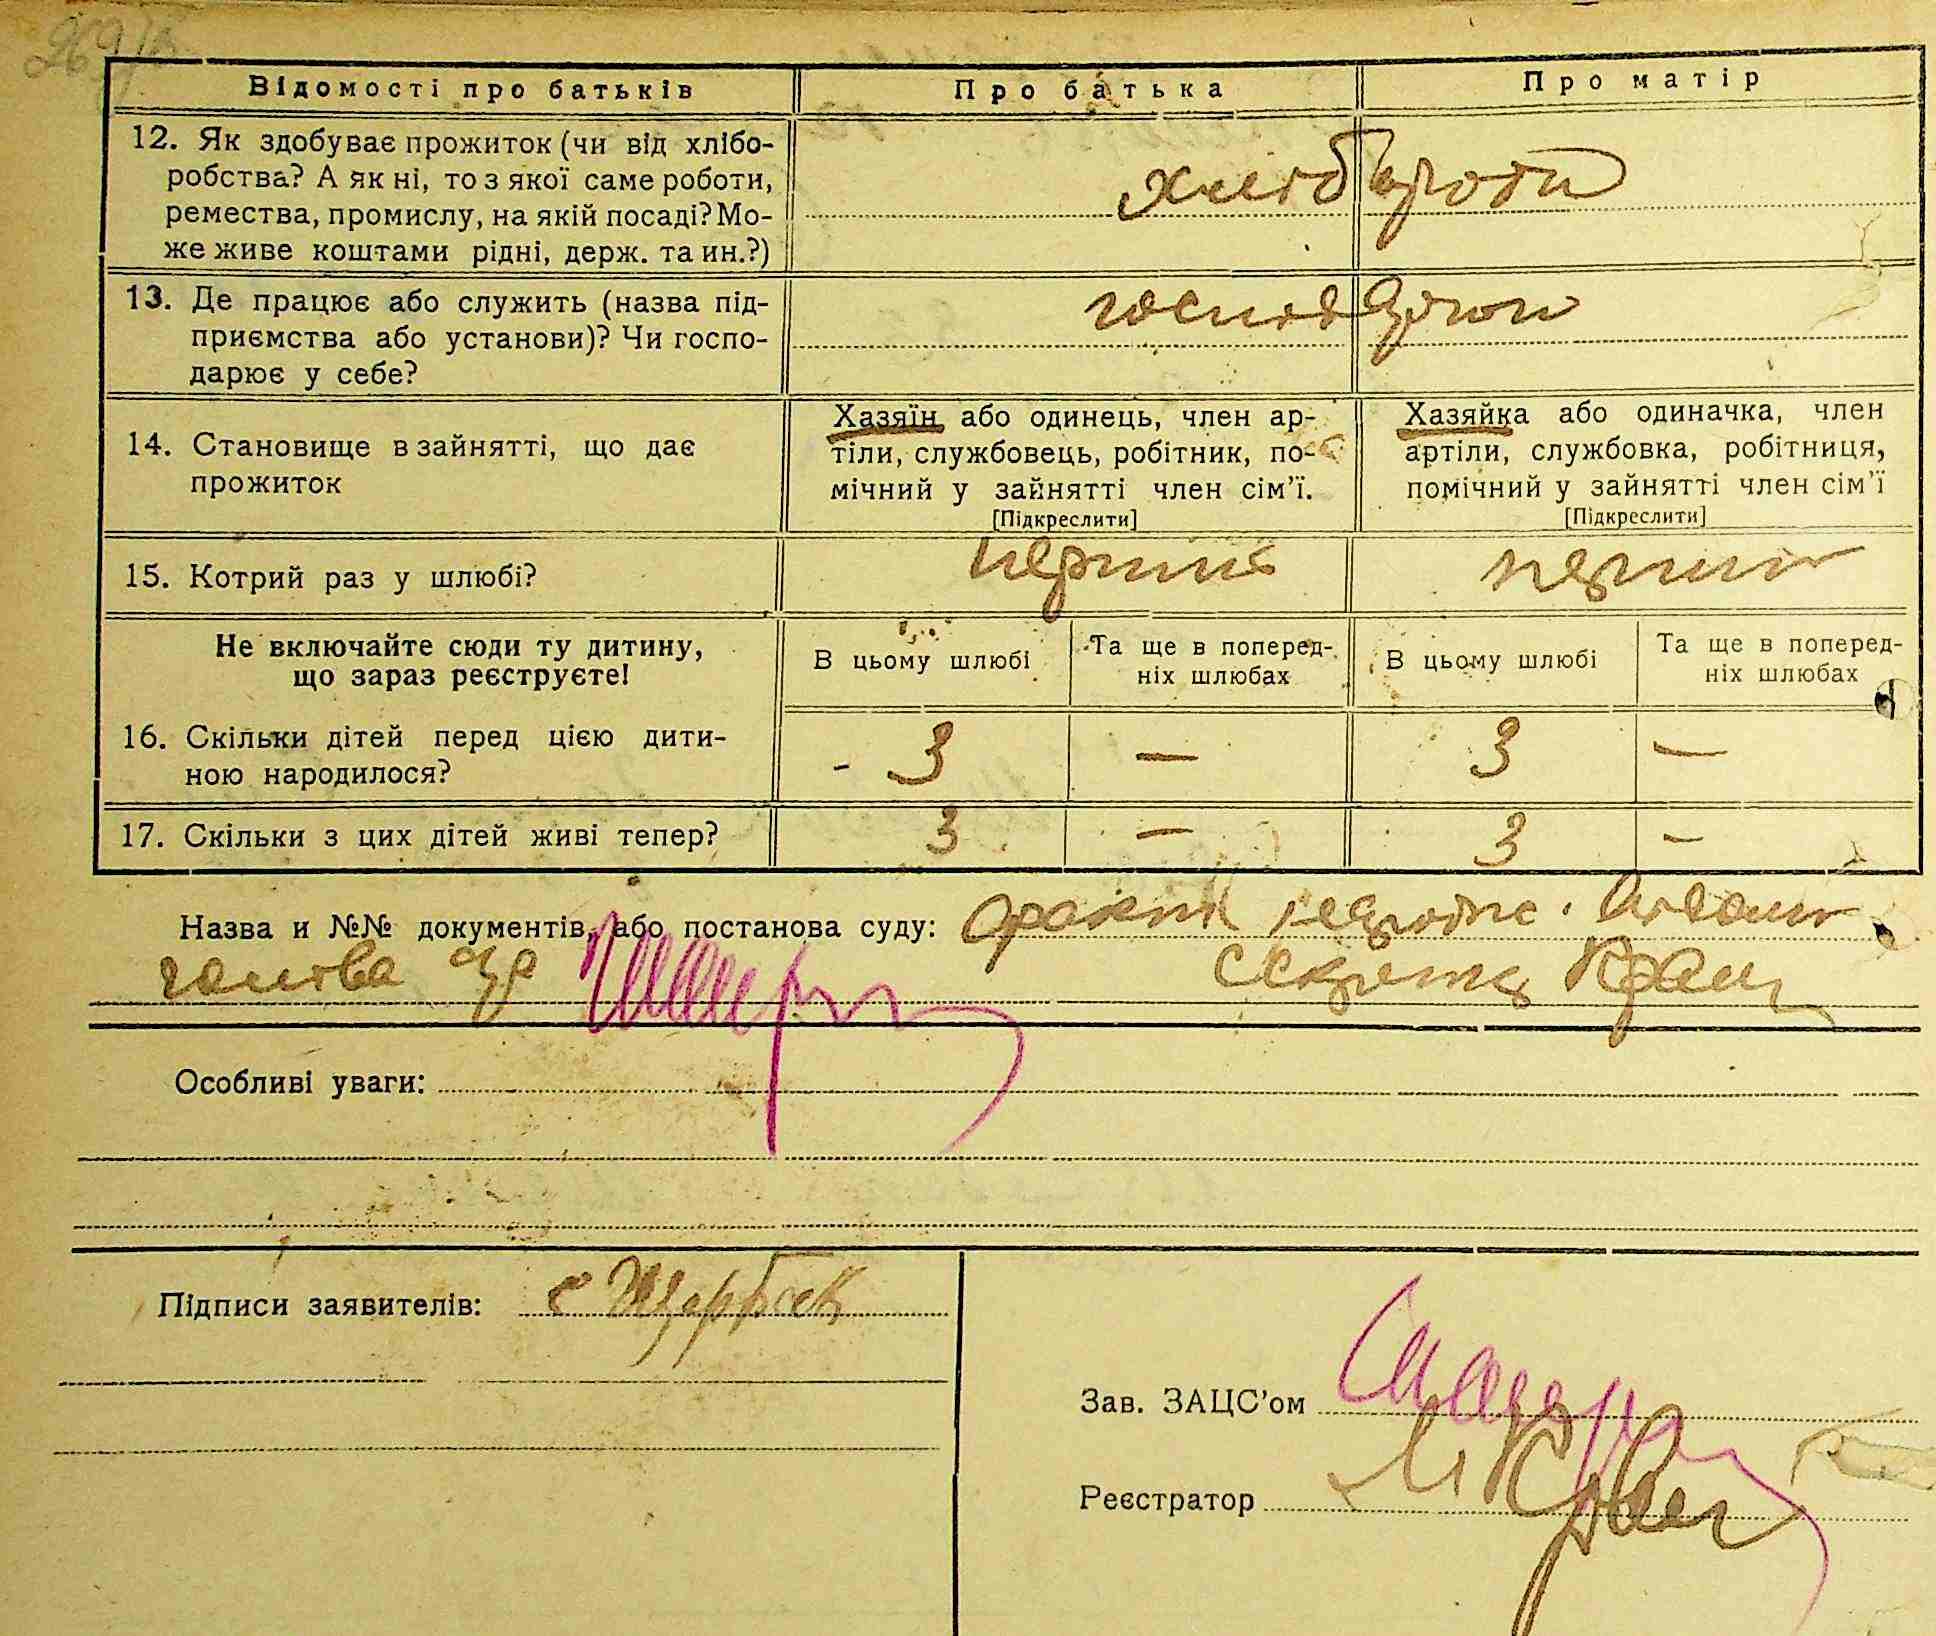 Відомості про батьків Про батька Про матір
12. Як здобуває прожиток (чи від хлібо-
робства? А як ні, то з якої саме роботи,
ремества, промислу, на якій посаді? Мо-
же живе коштами рідні, держ. та ин.?)
хлібороби
13. Де працює або служить (назва під-
приємства або установи)? Чи госпо-
дарює у себе?
14. Становище в зайнятті, що дає
прожиток
Хазяїн або одинець, член ар-
тіли, службовець, робітник, по-
мічний у зайнятті член сім’ї.
[Підкреслити]
Хазяйка або одиначка, член
артіли, службовка, робітниця,
помічний у зайнятті член сім’ї
[Підкреслити]
15. Котрий раз у шлюбі? перший перший
Не включайте сюди ту дитину,
що зараз реєструєте!
В цьому шлюбі
Та ще в поперед-
ніх шлюбах
В цьому шлюбі
Та ще в поперед-
ніх шлюбах
16. Скільки дітей перед цією дити-
ною народилося?
3 — 3 —
17. Скільки з цих дітей живі тепер? 3 — 3 —
Назва и №№ документів, або постанова суду:
Особливі уваги:
Підписи заявителів:
Зав. ЗАЦС’ом
Реєстратор